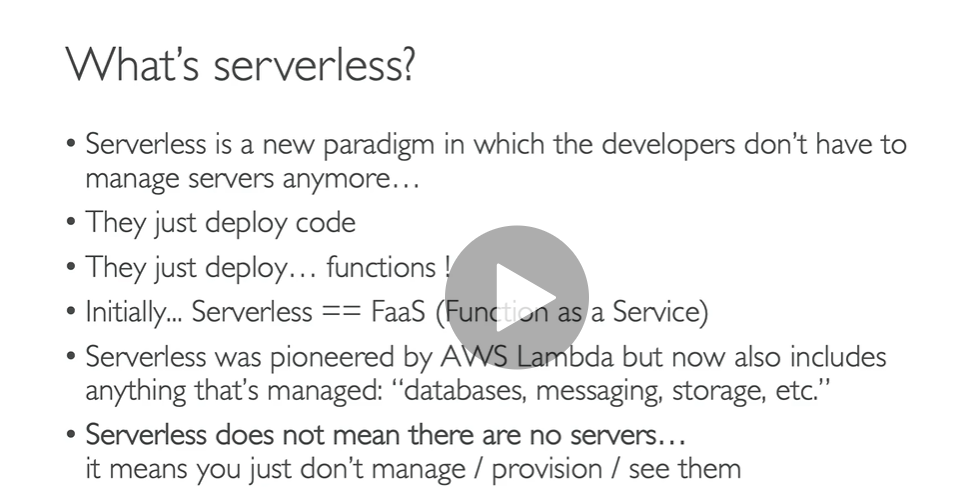 What's serverless?
• Serverless is a new paradigm in which the developers don't have to
manage servers anymore…
• They just deploy code
• They just deploy… functions !
• Initially... Serverless == FaaS (Function as a Service)
• Serverless was pioneered by AWS Lambda but now also includes
anything that's managed: “databases, messaging, storage, etc.”
• Serverless does not mean there are no servers…
it means you just don't manage / provision / see them